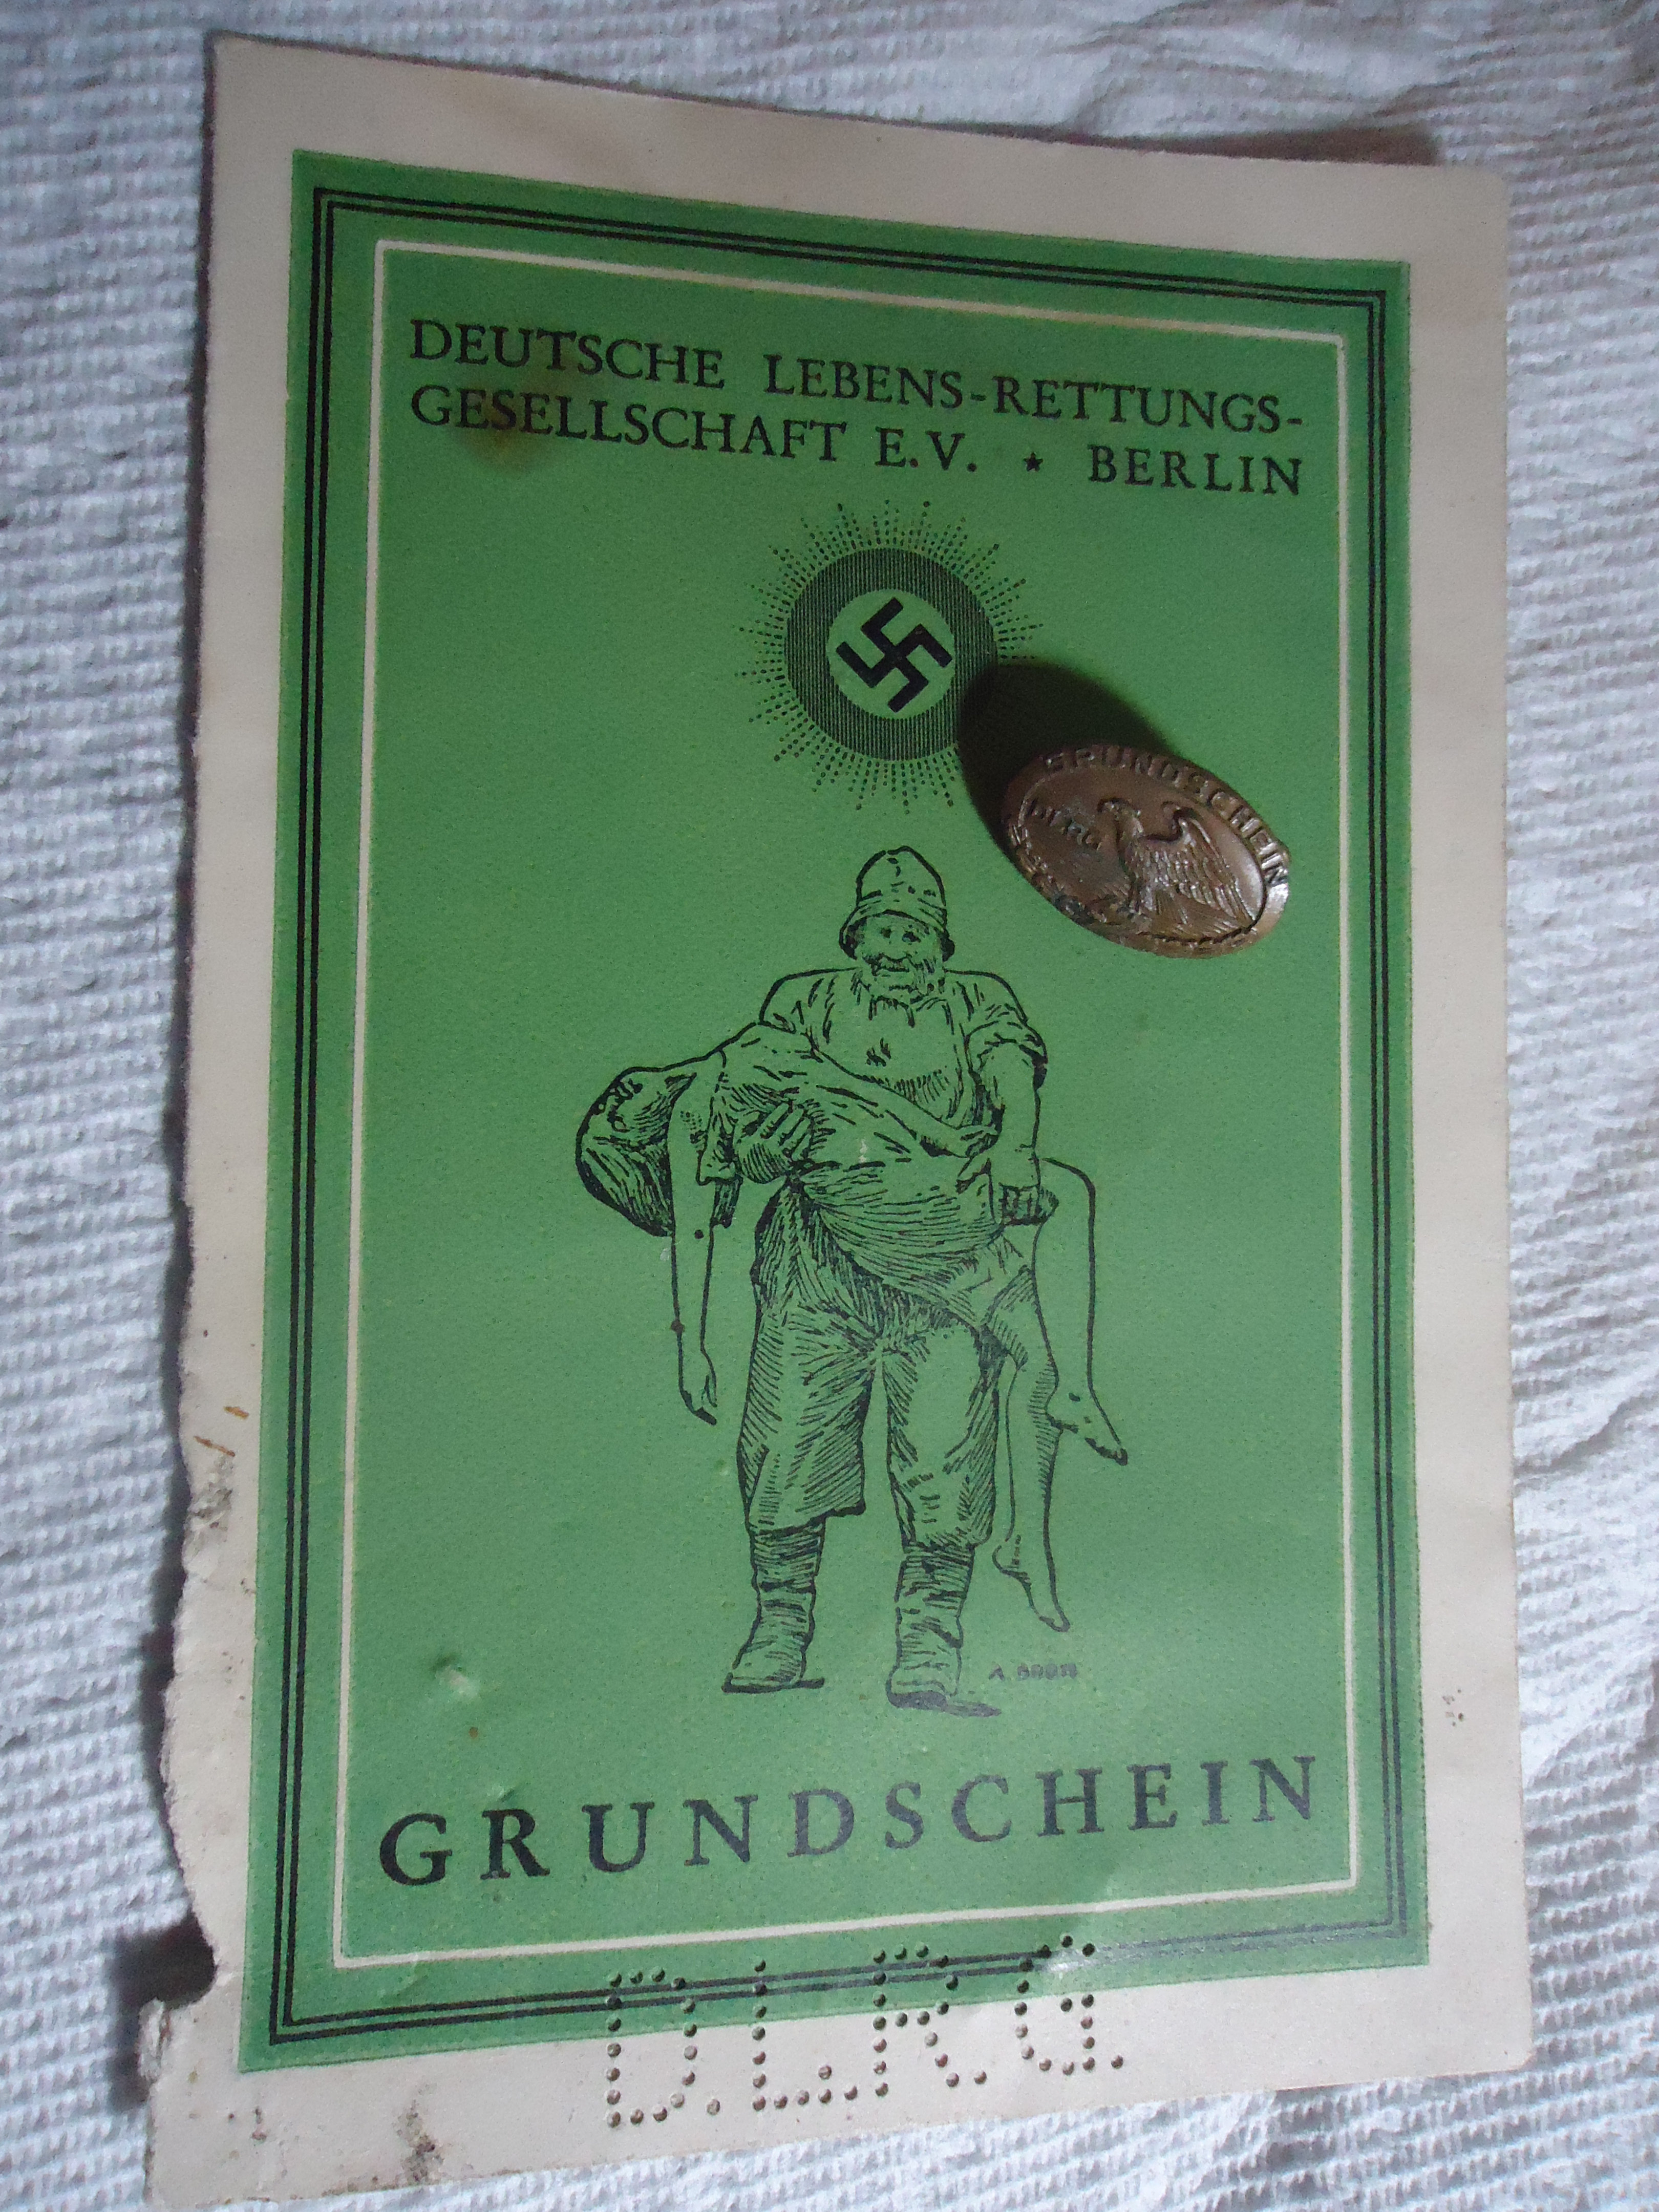 DEUTSCHE LEBENS-RETTUNGS-
GESELLSCHAFT E.V. ★ BERLIN
GRUNDSCHEIN
DLRG
GRUNDSCHEIN
D.L.R.G.